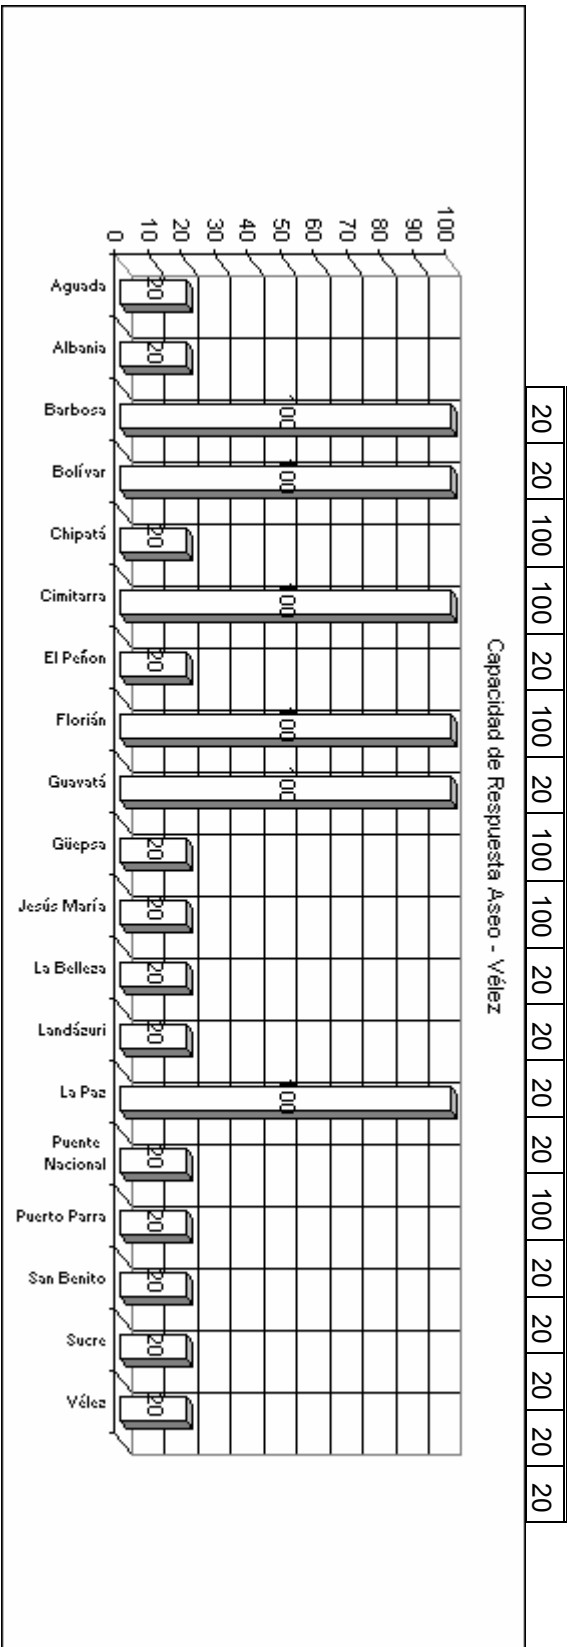 20 20 100 100 20 100 20 100 100 20 20 20 20 100 20 20 20 20 20
Capacidad de Respuesta Aseo - Vélez
100
90
80
70
60
50
40
30
20
10
0
20 20 100 100 20 100 20 100 100 20 20 20 20 100 20 20 20 20 20
Aguada
Albania
Barbosa
Bolívar
Chipatá
Cimitarra
El Peñon
Florián
Guavatá
Güepsa
Jesús María
La Belleza
Landázuri
La Paz
Puente
Nacional
Puerto Parra
San Benito
Sucre
Vélez